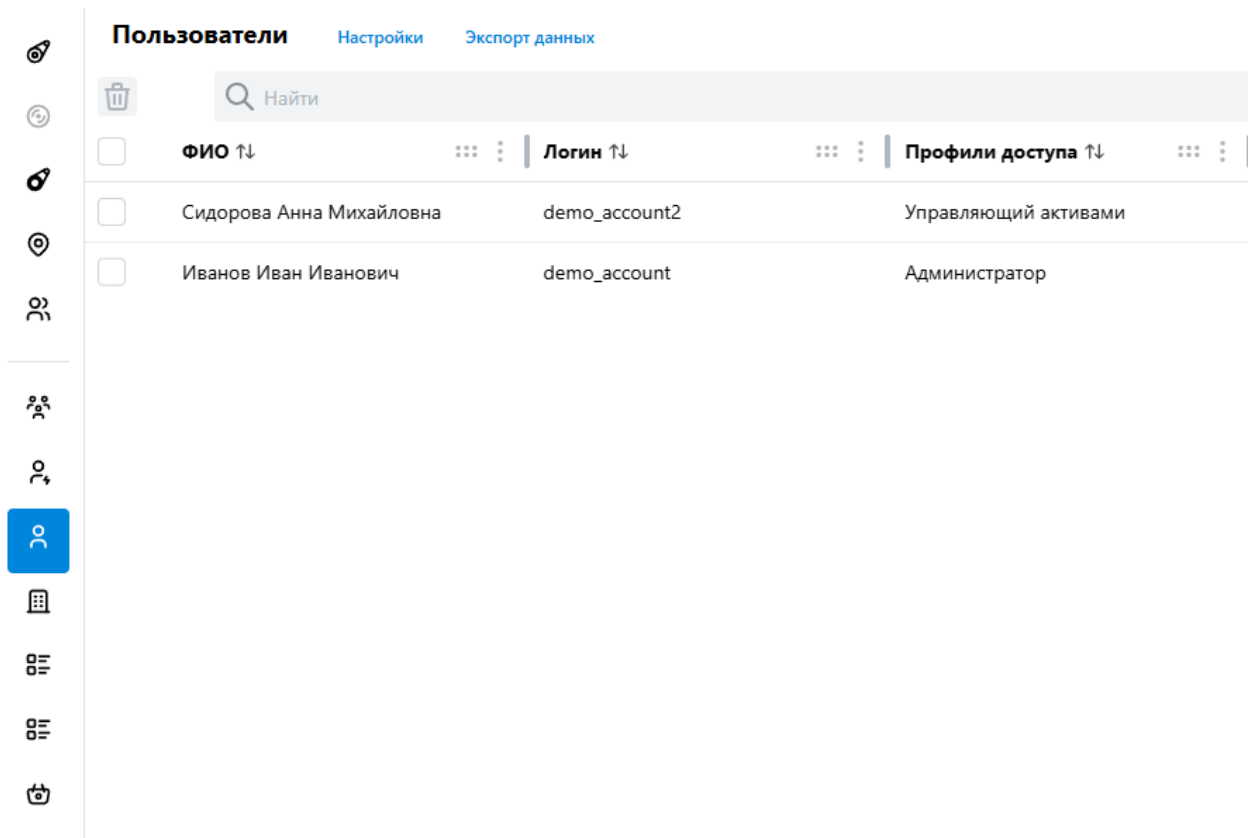 Пользователи Настройки Экспорт данных
Найти
ФИО Логин Профили доступа
Сидорова Анна Михайловна demo_account2 Управляющий активами
Иванов Иван Иванович demo_account Администратор